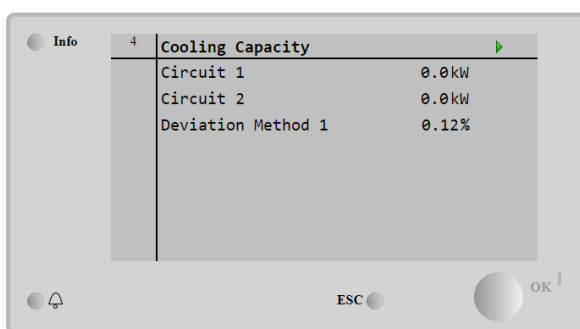 Info
4 Cooling Capacity
Circuit 1 0.0kW
Circuit 2 0.0kW
Deviation Method 1 0.12%
ESC
OK